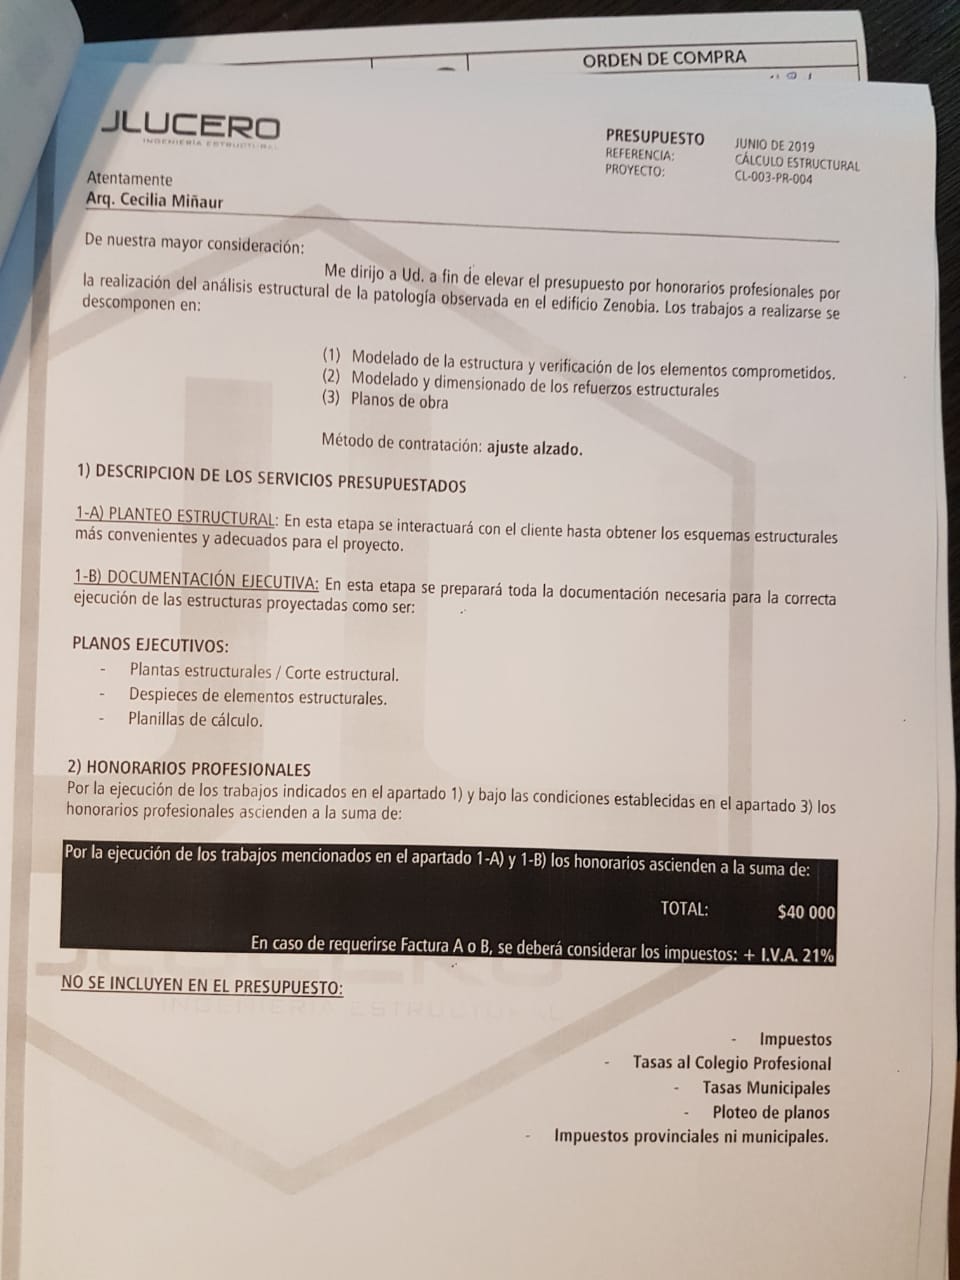 ORDEN DE COMPRA
JLUCERO
INGENIERÍA ESTRUCTURAL
PRESUPUESTO JUNIO DE 2019
REFERENCIA: CÁLCULO ESTRUCTURAL
PROYECTO: CL-003-PR-004
Atentamente
Arq. Cecilia Miñaur
De nuestra mayor consideración:
Me dirijo a Ud. a fin de elevar el presupuesto por honorarios profesionales por
la realización del análisis estructural de la patología observada en el edificio Zenobia. Los trabajos a realizarse se
descomponen en:
(1) Modelado de la estructura y verificación de los elementos comprometidos.
(2) Modelado y dimensionado de los refuerzos estructurales
(3) Planos de obra
Método de contratación: ajuste alzado.
1) DESCRIPCION DE LOS SERVICIOS PRESUPUESTADOS
1-A) PLANTEO ESTRUCTURAL: En esta etapa se interactuará con el cliente hasta obtener los esquemas estructurales
más convenientes y adecuados para el proyecto.
1-B) DOCUMENTACIÓN EJECUTIVA: En esta etapa se preparará toda la documentación necesaria para la correcta
ejecución de las estructuras proyectadas como ser:
PLANOS EJECUTIVOS:
- Plantas estructurales / Corte estructural.
- Despieces de elementos estructurales.
- Planillas de cálculo.
2) HONORARIOS PROFESIONALES
Por la ejecución de los trabajos indicados en el apartado 1) y bajo las condiciones establecidas en el apartado 3) los
honorarios profesionales ascienden a la suma de:
Por la ejecución de los trabajos mencionados en el apartado 1-A) y 1-B) los honorarios ascienden a la suma de:
TOTAL: $40 000
En caso de requerirse Factura A o B, se deberá considerar los impuestos: + I.V.A. 21%
JLUCERO
INGENIERÍA ESTRUCTURAL
NO SE INCLUYEN EN EL PRESUPUESTO:
- Impuestos
- Tasas al Colegio Profesional
- Tasas Municipales
- Ploteo de planos
- Impuestos provinciales ni municipales.